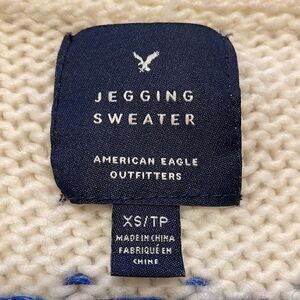 JEGGING
SWEATER
AMERICAN EAGLE
OUTFITTERS
XS/TP
MADE IN CHINA
FABRIQUÉ EN
CHINE